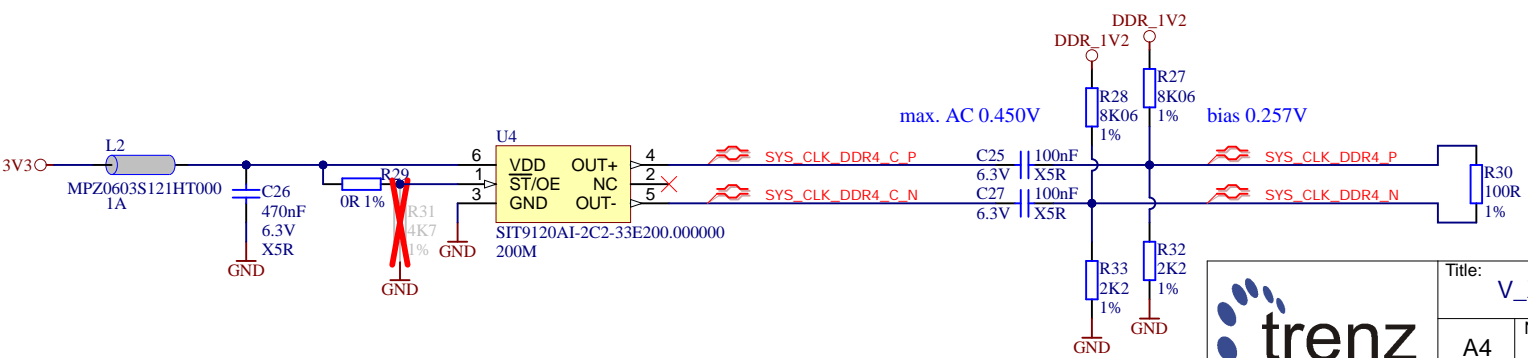 DDR_1V2
DDR_1V2
R27
8K06
1%
R28
8K06
1%
max. AC 0.450V
bias 0.257V
L2
3V3
MPZ0603S121HT000
1A
U4
6
VDD
OUT+
4
1
ST/OE
NC
2
3
GND
OUT-
5
SIT9120AI-2C2-33E200.000000
200M
SYS_CLK_DDR4_C_P
SYS_CLK_DDR4_C_N
C25
100nF
6.3V
X5R
C27
100nF
6.3V
X5R
SYS_CLK_DDR4_P
SYS_CLK_DDR4_N
R30
100R
1%
R29
0R 1%
C26
470nF
6.3V
X5R
GND
R31
4K7
1%
GND
GND
R33
2K2
1%
GND
R32
2K2
1%
GND
trenz
Title:
V_
A4